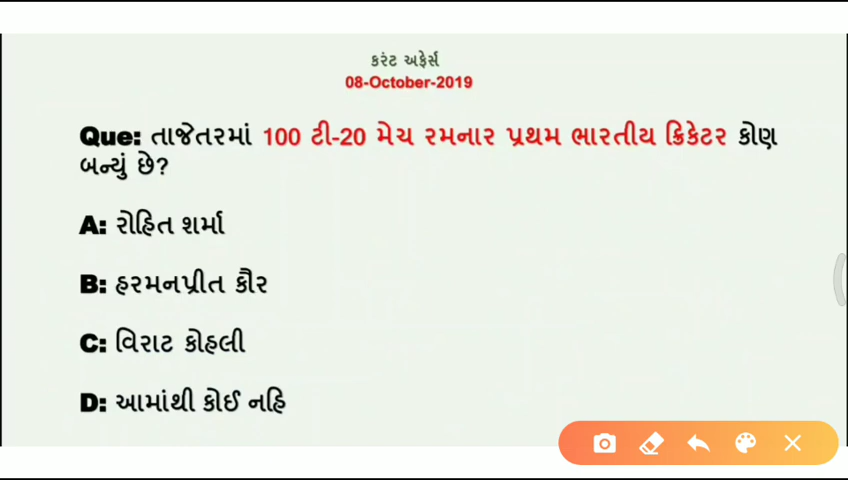 કરંટ અફેર્સ
08-October-2019
Que: તાજેતરમાં 100 ટી-20 મેચ રમનાર પ્રથમ ભારતીય ક્રિકેટર કોણ
બન્યું છે?
A: રોહિત શર્મા
B: હરમનપ્રીત કૌર
C: વિરાટ કોહલી
D: આમાંથી કોઈ નહિ